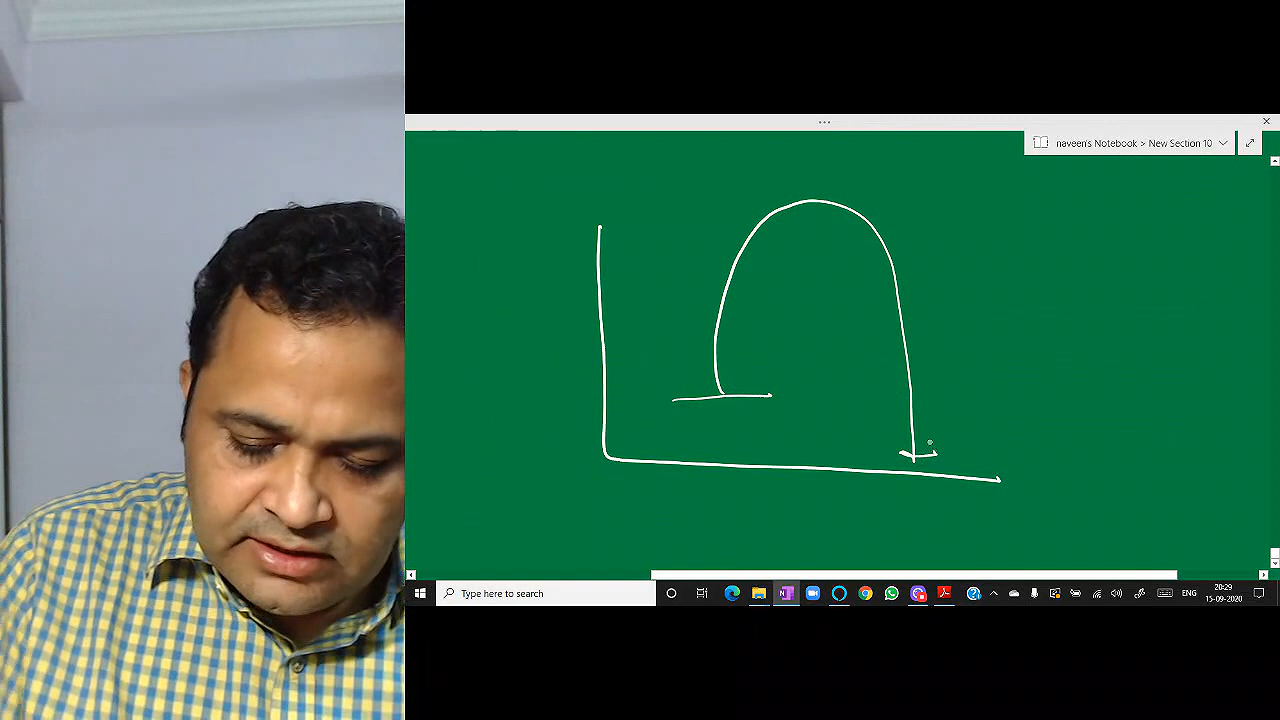 naveen's Notebook > New Section 10
Type here to search
ENG
20:29
15-09-2020